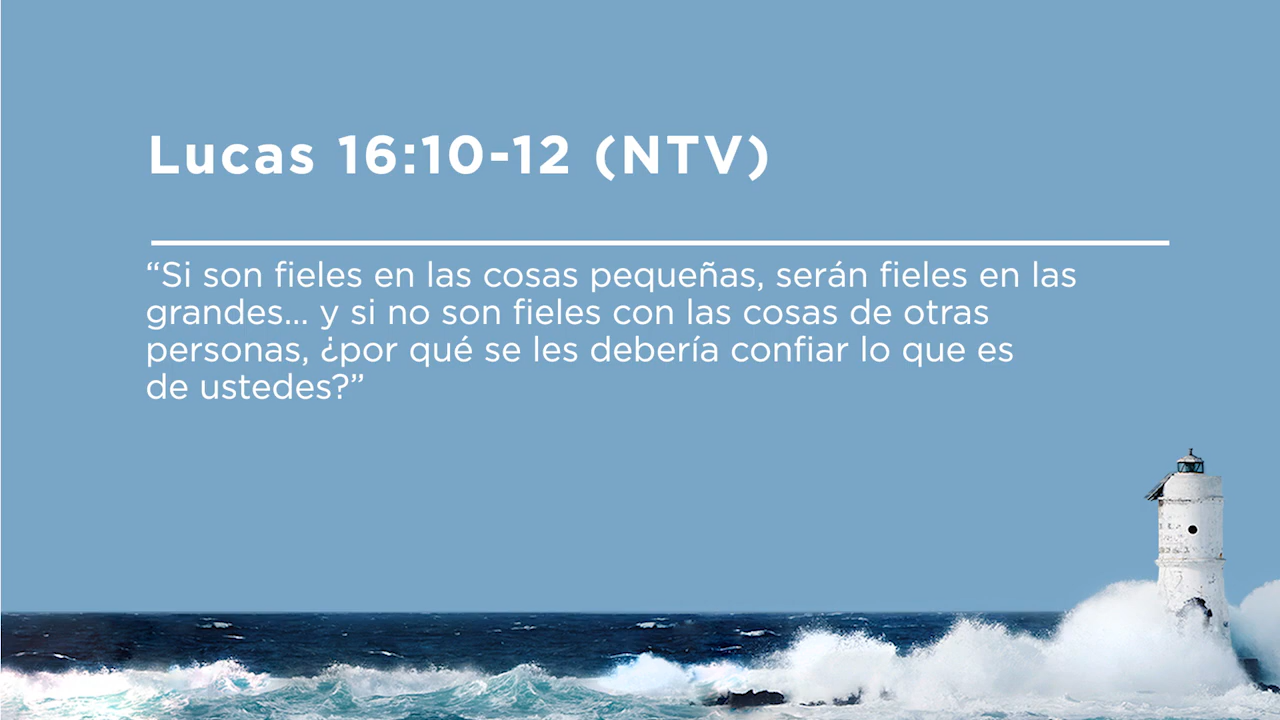 Lucas 16:10-12 (NTV)
“Si son fieles en las cosas pequeñas, serán fieles en las
grandes... y si no son fieles con las cosas de otras
personas, ¿por qué se les debería confiar lo que es
de ustedes?”